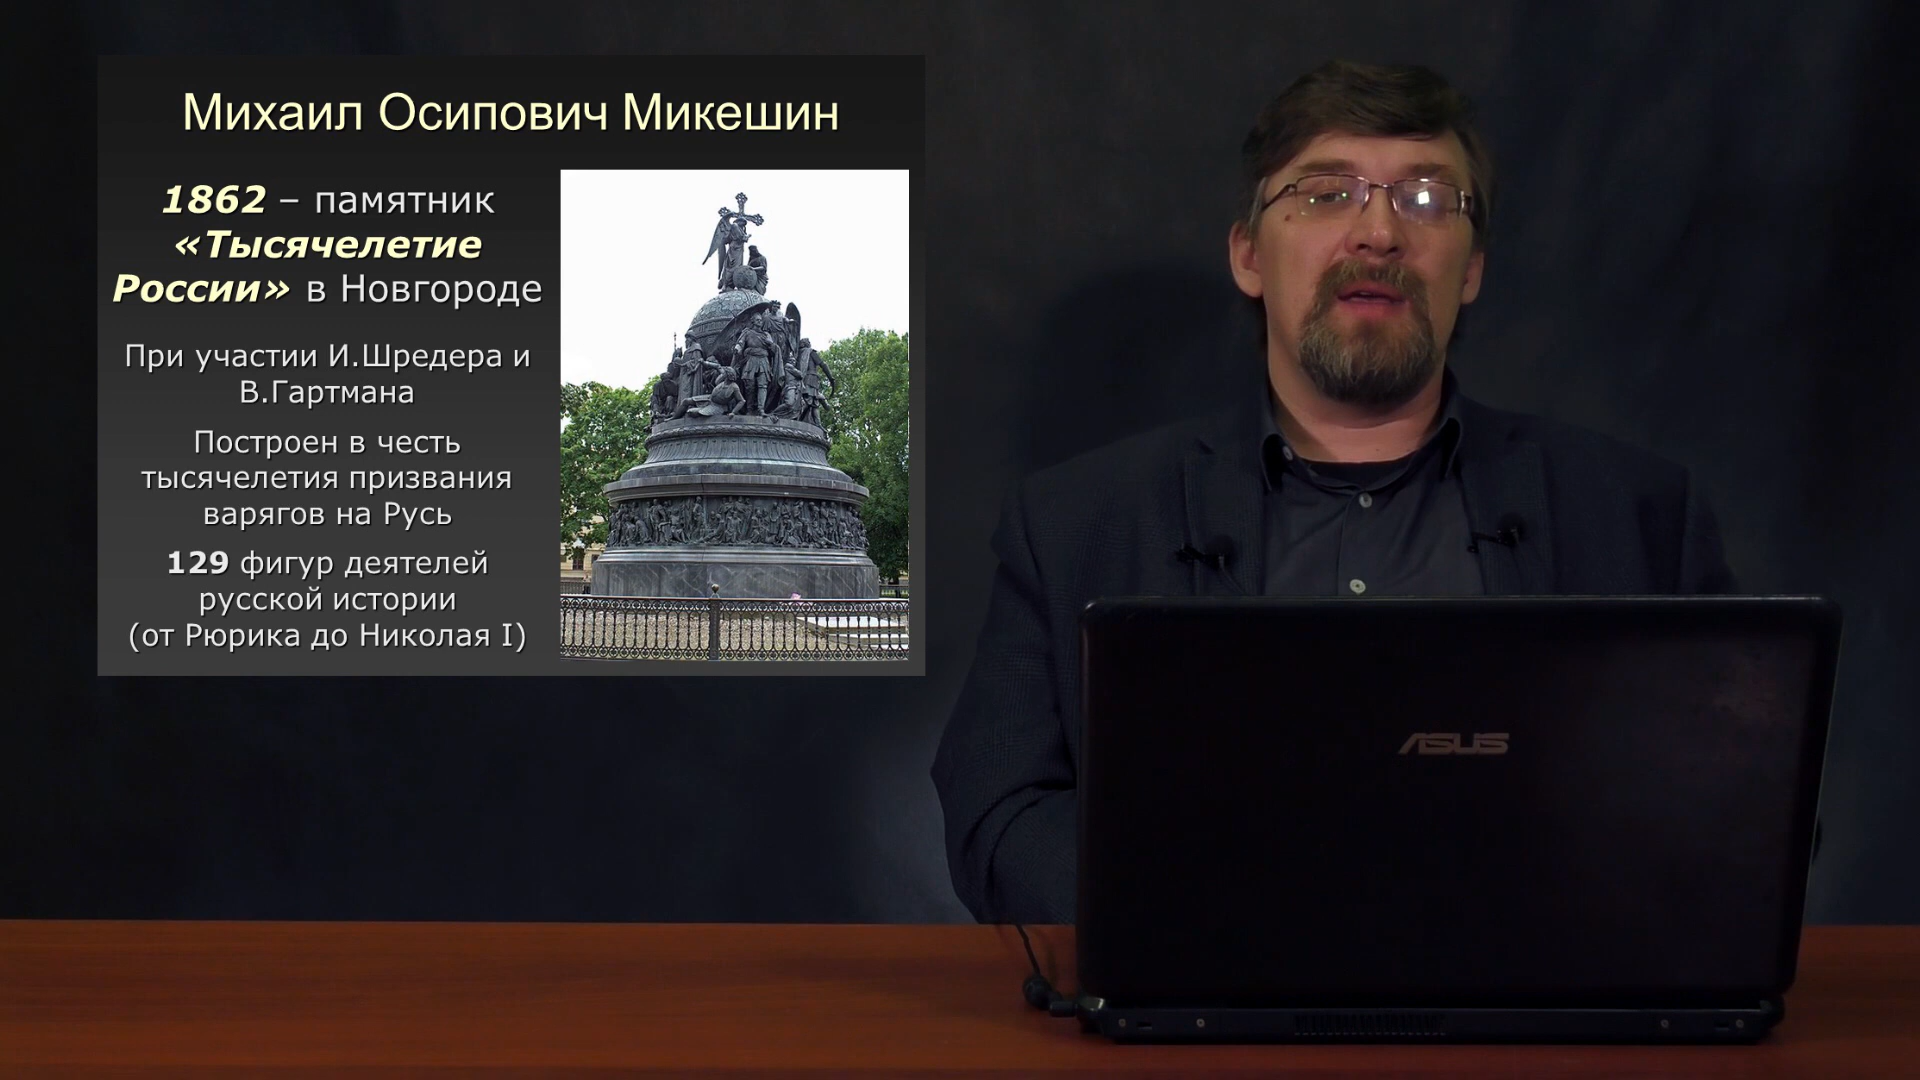 Михаил Осипович Микешин
1862 – памятник
«Тысячелетие
России» в Новгороде
При участии И.Шредера и
В.Гартмана
Построен в честь
тысячелетия призвания
варягов на Русь
129 фигур деятелей
русской истории
(от Рюрика до Николая I)
ASUS